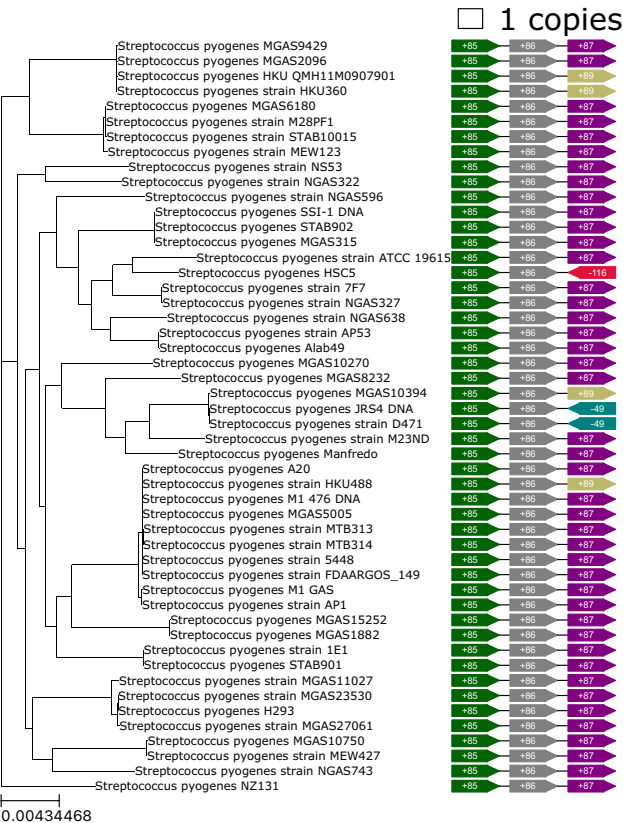 1 copies
Streptococcus pyogenes MGAS9429 +85 +86 +87
Streptococcus pyogenes MGAS2096 +85 +86 +87
Streptococcus pyogenes HKU QMH11M0907901 +85 +86 +89
Streptococcus pyogenes strain HKU360 +85 +86 +89
Streptococcus pyogenes MGAS6180 +85 +86 +87
Streptococcus pyogenes strain M28PF1 +85 +86 +87
Streptococcus pyogenes strain STAB10015 +85 +86 +87
Streptococcus pyogenes strain MEW123 +85 +86 +87
Streptococcus pyogenes strain NS53 +85 +86 +87
Streptococcus pyogenes strain NGAS322 +85 +86 +87
Streptococcus pyogenes strain NGAS596 +85 +86 +87
Streptococcus pyogenes SSI-1 DNA +85 +86 +87
Streptococcus pyogenes STAB902 +85 +86 +87
Streptococcus pyogenes MGAS315 +85 +86 +87
Streptococcus pyogenes strain ATCC 19615 +85 +86 +87
Streptococcus pyogenes HSC5 +85 +86 -116
Streptococcus pyogenes strain 7F7 +85 +86 +87
Streptococcus pyogenes strain NGAS327 +85 +86 +87
Streptococcus pyogenes strain NGAS638 +85 +86 +87
Streptococcus pyogenes strain AP53 +85 +86 +87
Streptococcus pyogenes Alab49 +85 +86 +87
Streptococcus pyogenes MGAS10270 +85 +86 +87
Streptococcus pyogenes MGAS8232 +85 +86 +87
Streptococcus pyogenes MGAS10394 +85 +86 +89
Streptococcus pyogenes JRS4 DNA +85 +86 -49
Streptococcus pyogenes strain D471 +85 +86 -49
Streptococcus pyogenes strain M23ND +85 +86 +87
Streptococcus pyogenes Manfredo +85 +86 +87
Streptococcus pyogenes A20 +85 +86 +87
Streptococcus pyogenes strain HKU488 +85 +86 +89
Streptococcus pyogenes M1 476 DNA +85 +86 +87
Streptococcus pyogenes MGAS5005 +85 +86 +87
Streptococcus pyogenes strain MTB313 +85 +86 +87
Streptococcus pyogenes strain MTB314 +85 +86 +87
Streptococcus pyogenes strain 5448 +85 +86 +87
Streptococcus pyogenes strain FDAARGOS_149 +85 +86 +87
Streptococcus pyogenes M1 GAS +85 +86 +87
Streptococcus pyogenes strain AP1 +85 +86 +87
Streptococcus pyogenes MGAS15252 +85 +86 +87
Streptococcus pyogenes MGAS1882 +85 +86 +87
Streptococcus pyogenes strain 1E1 +85 +86 +87
Streptococcus pyogenes STAB901 +85 +86 +87
Streptococcus pyogenes strain MGAS11027 +85 +86 +87
Streptococcus pyogenes strain MGAS23530 +85 +86 +87
Streptococcus pyogenes H293 +85 +86 +87
Streptococcus pyogenes strain MGAS27061 +85 +86 +87
Streptococcus pyogenes MGAS10750 +85 +86 +87
Streptococcus pyogenes strain MEW427 +85 +86 +87
Streptococcus pyogenes strain NGAS743 +85 +86 +87
Streptococcus pyogenes NZ131 +85 +86 +87
0.00434468